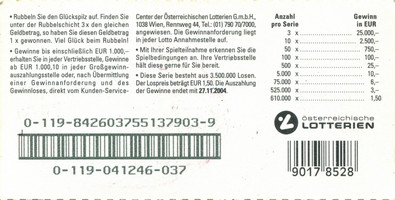 • Rubbeln Sie den Glückspilz auf. Finden Sie
unter der Rubbelschicht 3x den gleichen
Geldbetrag, so haben Sie diesen Geldbetrag
1 x gewonnen. Viel Glück beim Rubbeln!
• Gewinne bis einschließlich EUR 1.000,–
erhalten Sie in jeder Vertriebsstelle, Gewinne
ab EUR 1.000,10 in jeder Großgewinn-
auszahlungsstelle, oder, nach Übermittlung
einer Gewinnanforderung und des
Gewinnloses, direkt vom Kunden-Service-
Center der Österreichischen Lotterien G.m.b.H.,
1038 Wien, Rennweg 44, Tel.: (01) 790 70/7000,
angewiesen. Die Gewinnanforderung liegt
in jeder Lotto Annahmestelle auf.
• Mit Ihrer Spielteilnahme erkennen Sie die
Spielbedingungen an. Ihre Vertriebsstelle
hält diese gerne für Sie bereit.
• Diese Serie besteht aus 3.500.000 Losen.
Der Lospreis beträgt EUR 1,50. Die Auszahlung
der Gewinne endet mit 27.11.2004.
Anzahl Gewinn
pro Serie in EUR
3 x 25.000,–
10 x 2.500,–
50 x 750,–
100 x 100,–
500 x 25,–
5.000 x 10,–
75.000 x 6,–
525.000 x 3,–
610.000 x 1,50
0-119-842603755137903-9
0-119-041246-037
österreichische
LOTTERIEN
9017 8528